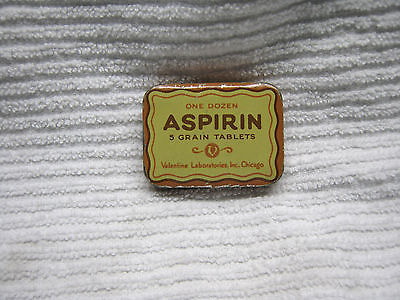 ONE DOZEN
ASPIRIN
5 GRAIN TABLETS
Valentine Laboratories, Inc. Chicago